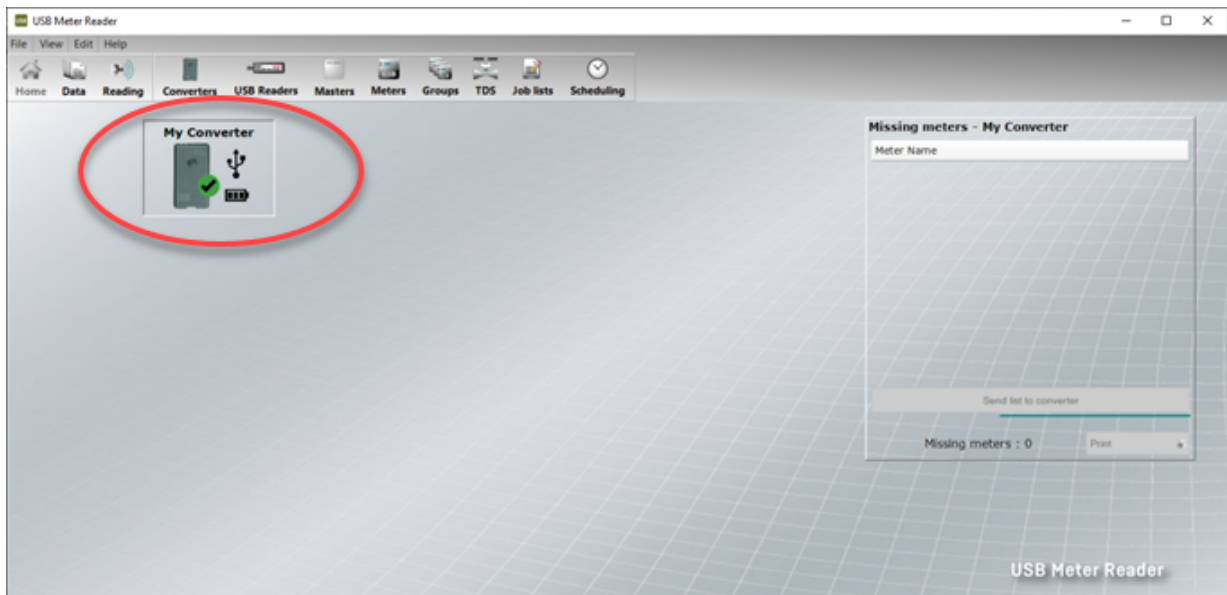 USB Meter Reader
File View Edit Help
Home Data Reading Converters USB Readers Masters Meters Groups TDS Job lists Scheduling
My Converter
Missing meters - My Converter
Meter Name
Send list to converter
Missing meters : 0 Print
USB Meter Reader